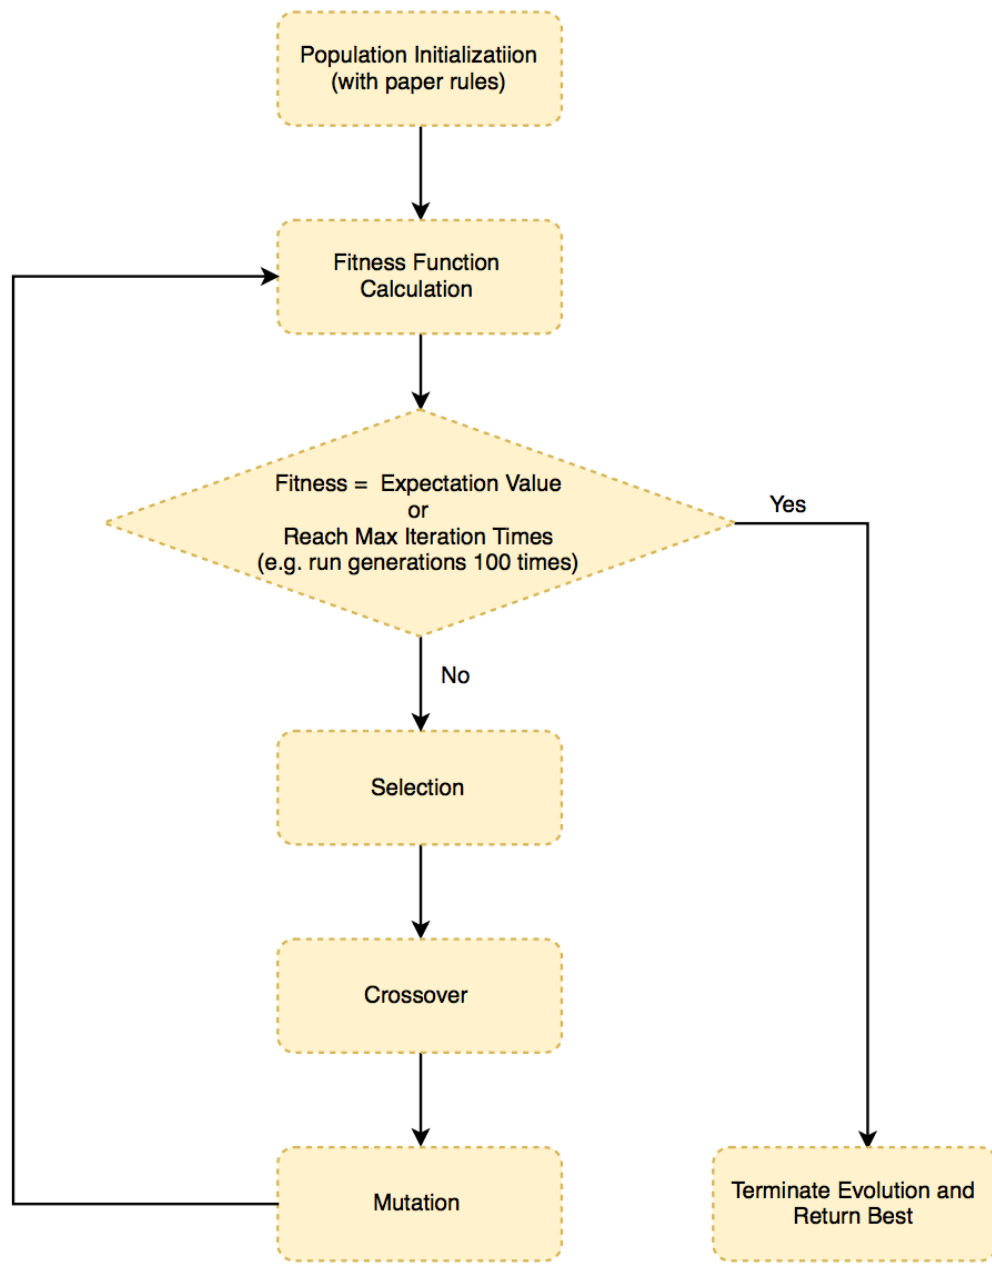 Population Initializatiion
(with paper rules)
Fitness Function
Calculation
Fitness =  Expectation Value
or
Reach Max Iteration Times
(e.g. run generations 100 times)
Yes
No
Selection
Crossover
Mutation
Terminate Evolution and
Return Best